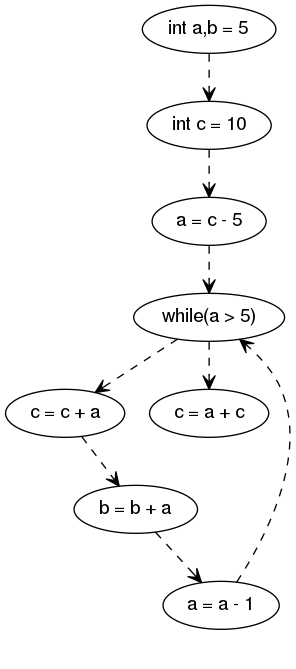 int a,b = 5
int c = 10
a = c - 5
while(a > 5)
c = c + a
c = a + c
b = b + a
a = a - 1